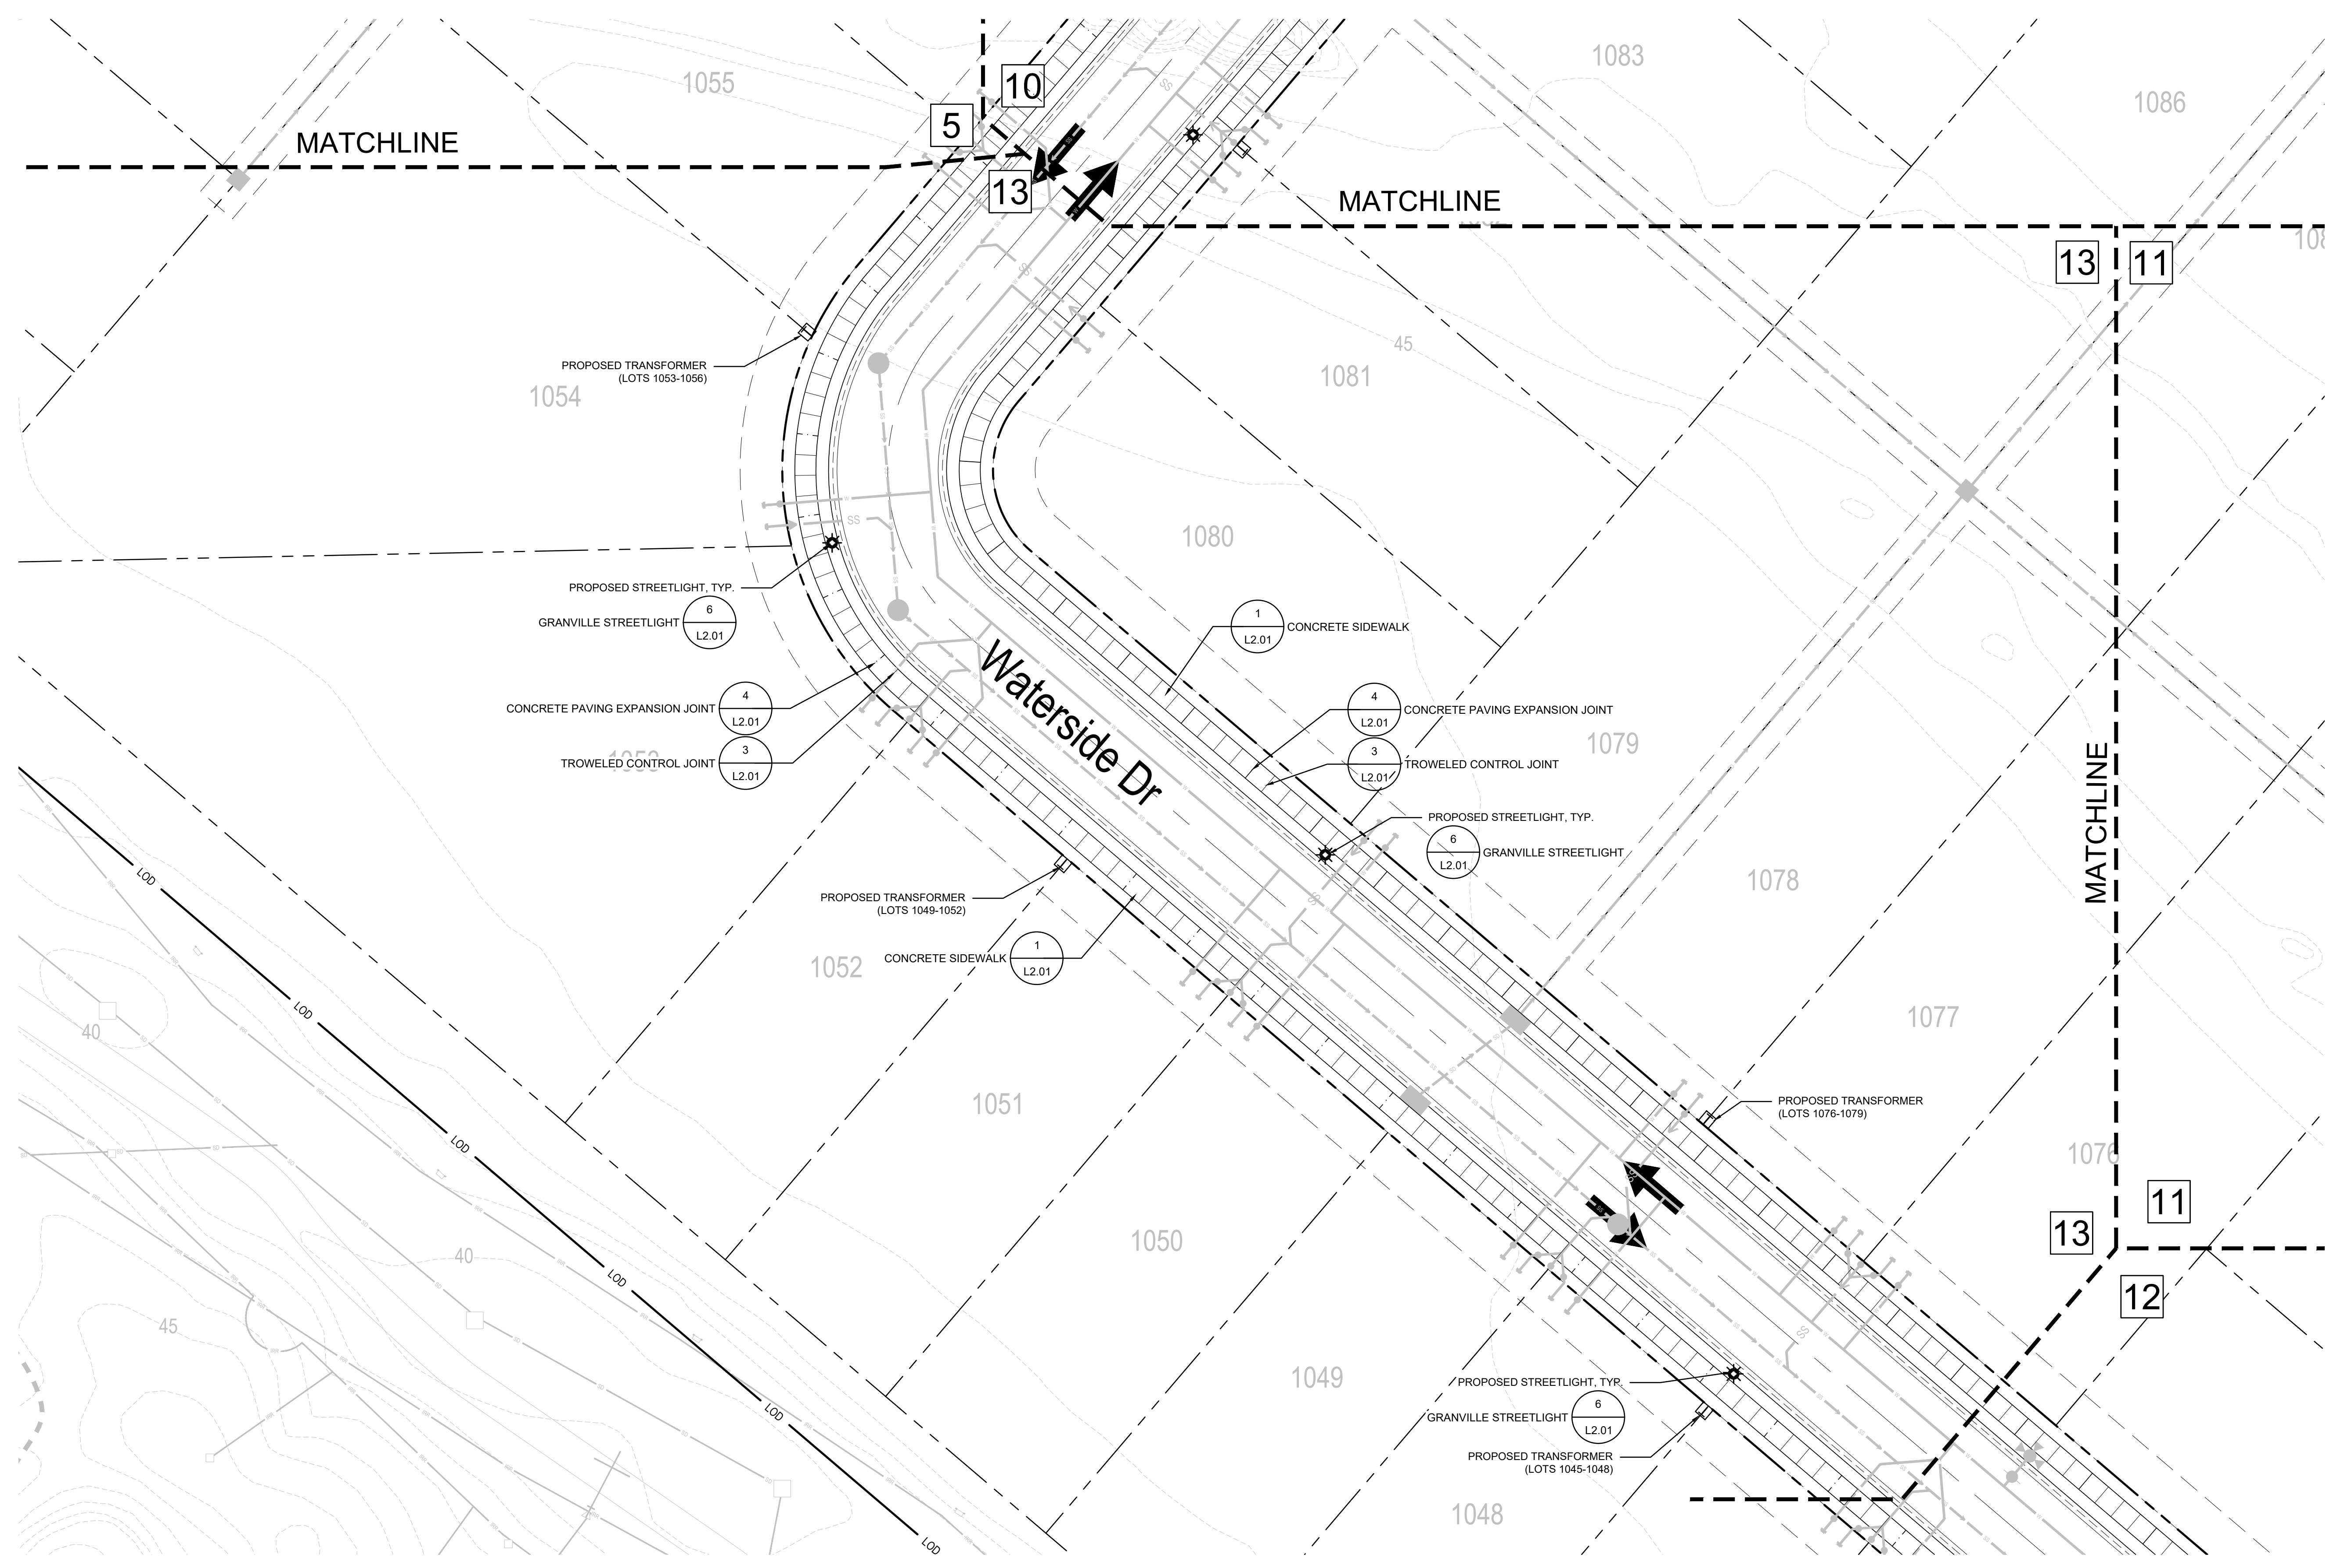 1083
1055
10
1086
5
MATCHLINE
13
MATCHLINE
13
11
45
PROPOSED TRANSFORMER
(LOTS 1053-1056)
1081
1054
SS
SS
SS
1080
PROPOSED STREETLIGHT, TYP.
6
GRANVILLE STREETLIGHT
L2.01
1
CONCRETE SIDEWALK
L2.01
Waterside Dr
4
CONCRETE PAVING EXPANSION JOINT
L2.01
3
TROWELED CONTROL JOINT
L2.01
4
CONCRETE PAVING EXPANSION JOINT
L2.01
3
TROWELED CONTROL JOINT
L2.01
1079
MATCHLINE
PROPOSED STREETLIGHT, TYP.
6
GRANVILLE STREETLIGHT
L2.01
LOD
1078
PROPOSED TRANSFORMER
(LOTS 1049-1052)
SS
1
CONCRETE SIDEWALK
L2.01
1052
LOD
1077
40
1051
PROPOSED TRANSFORMER
(LOTS 1076-1079)
LOD
1076
11
13
1050
40
LOD
12
45
SS
1049
PROPOSED STREETLIGHT, TYP.
6
GRANVILLE STREETLIGHT
L2.01
LOD
PROPOSED TRANSFORMER
(LOTS 1045-1048)
1048
LOD